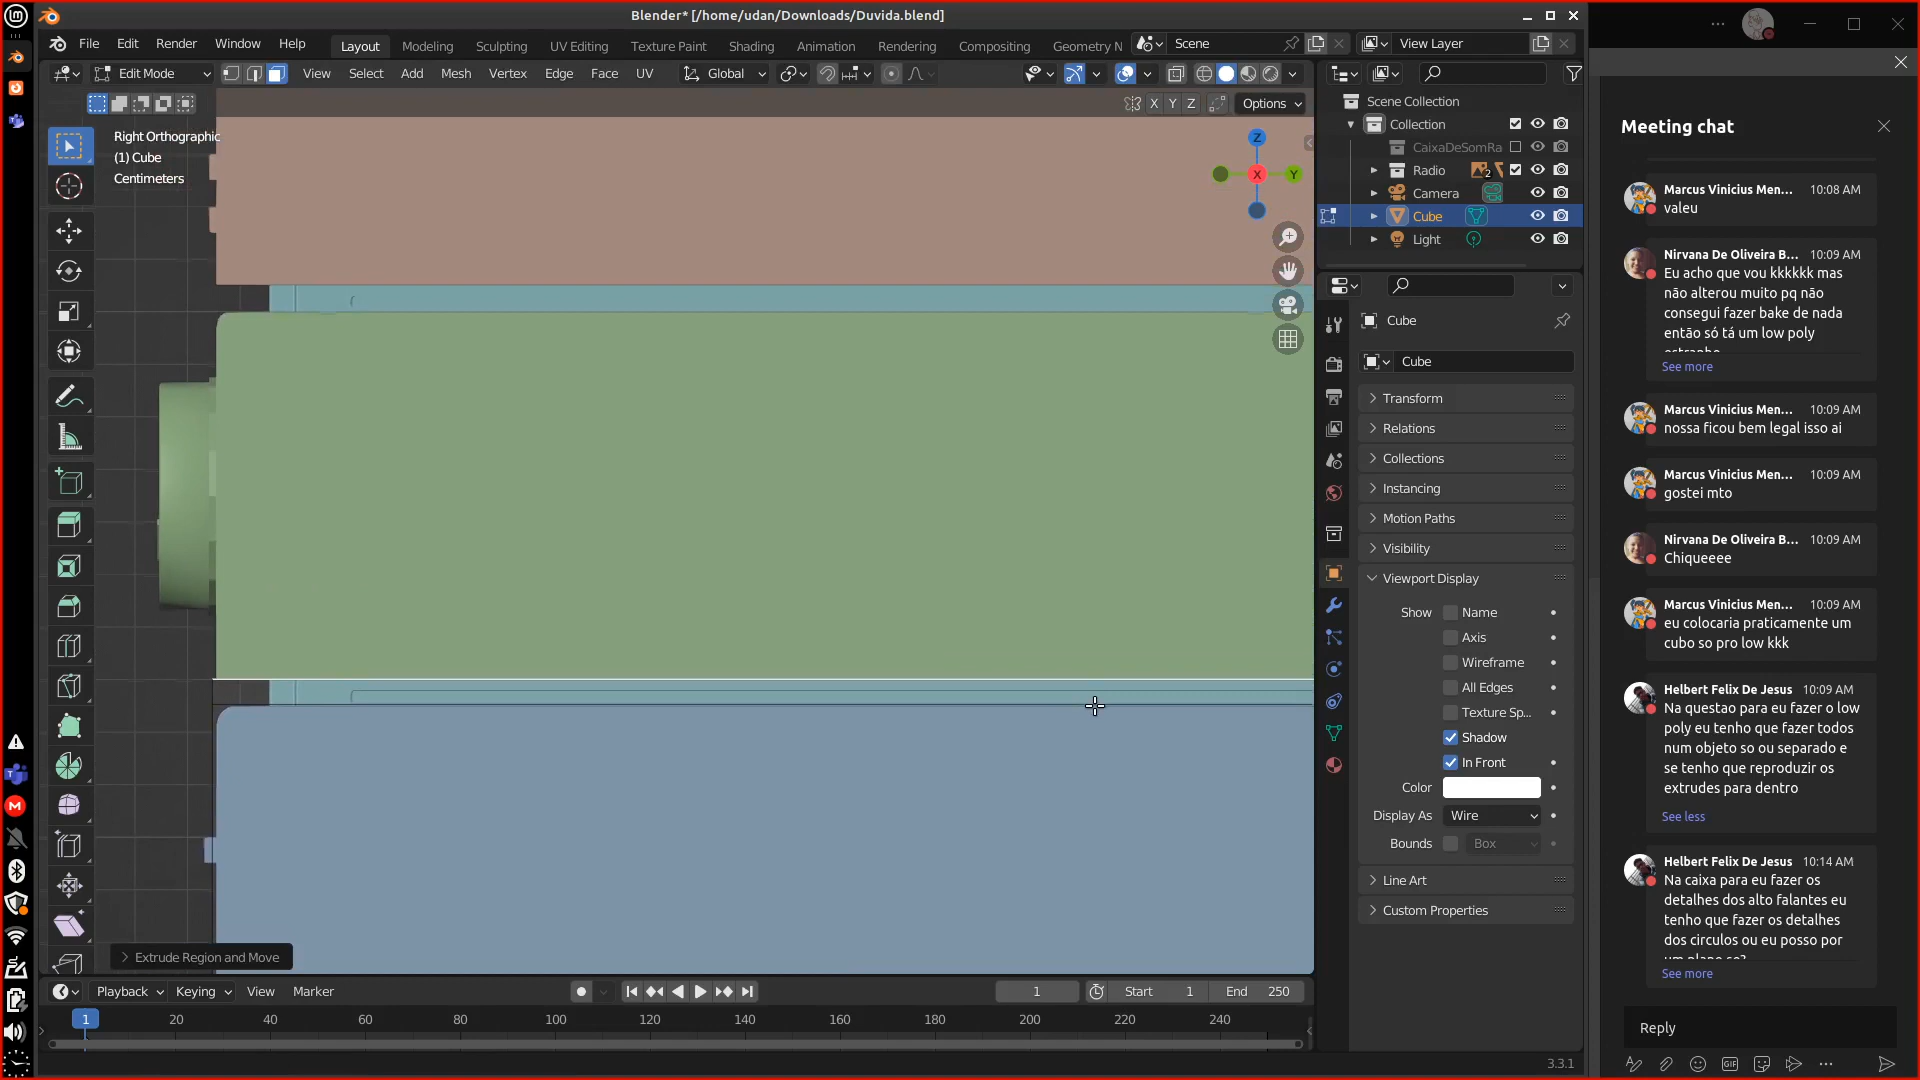 Blender* [/home/udan/Downloads/Duvida.blend]
File Edit Render Window Help
Layout Modeling Sculpting UV Editing Texture Paint Shading Animation Rendering Compositing Geometry N
Scene
View Layer
Edit Mode
View Select Add Mesh Vertex Edge Face UV
Global
X Y Z
Options
Right Orthographic
(1) Cube
Centimeters
Z
X
Y
Scene Collection
Collection
CaixaDeSomRa
Radio
2
Camera
Cube
Light
Cube
Cube
Transform
Relations
Collections
Instancing
Motion Paths
Visibility
Viewport Display
Show Name
Axis
Wireframe
All Edges
Texture Sp...
Shadow
In Front
Color
Display As Wire
Bounds Box
Line Art
Custom Properties
Extrude Region and Move
Playback Keying View Marker
1
Start 1
End 250
1 20 40 60 80 100 120 140 160 180 200 220 240
3.3.1
Meeting chat
Marcus Vinicius Men... 10:08 AM
valeu
Nirvana De Oliveira B... 10:09 AM
Eu acho que vou kkkkkk mas
não alterou muito pq não
consegui fazer bake de nada
então só tá um low poly
estranho
See more
Marcus Vinicius Men... 10:09 AM
nossa ficou bem legal isso ai
Marcus Vinicius Men... 10:09 AM
gostei mto
Nirvana De Oliveira B... 10:09 AM
Chiqueeee
Marcus Vinicius Men... 10:09 AM
eu colocaria praticamente um
cubo so pro low kkk
Helbert Felix De Jesus 10:09 AM
Na questao para eu fazer o low
poly eu tenho que fazer todos
num objeto so ou separado e
se tenho que reproduzir os
extrudes para dentro
See less
Helbert Felix De Jesus 10:14 AM
Na caixa para eu fazer os
detalhes dos alto falantes eu
tenho que fazer os detalhes
dos circulos ou eu posso por
um plano so?
See more
Reply
GIF